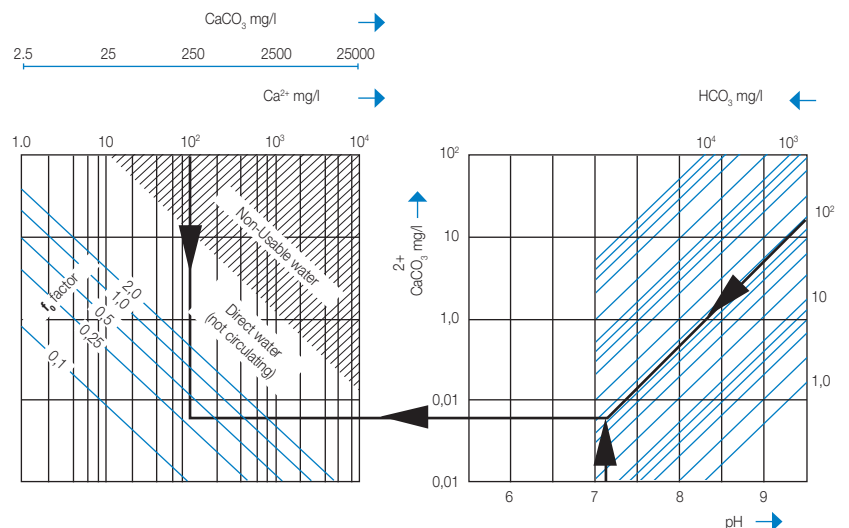 CaCO₃ mg/l
2.5 25 250 2500 25000
Ca²⁺ mg/l
1.0 10 10² 10³ 10⁴
Non-Usable water
Direct water
(not circulating)
f₀ factor
2,0
1,0
0,5
0,25
0,1
HCO₃ mg/l
10⁴ 10³
10²
10
1,0
2+
CaCO₃ mg/l
10²
10
1,0
0,01
0,01
6 7 8 9
pH